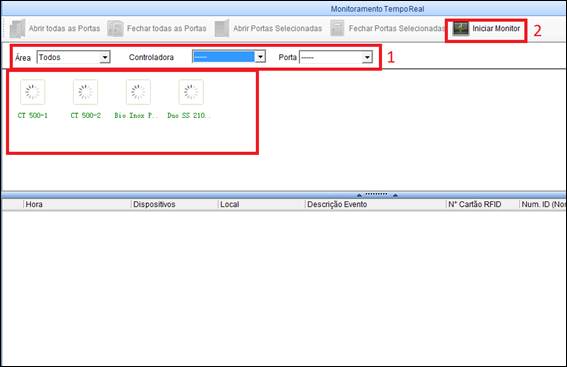 Monitoramento TempoReal
Abrir todas as Portas Fechar todas as Portas Abrir Portas Selecionadas Fechar Portas Selecionadas Iniciar Monitor 2
Área Todos Controladora ----- Porta ----- 1
CT 500-1 CT 500-2 Bio Inox P.. Duo SS 210..
Hora Dispositivos Local Descrição Evento N° Cartão RFID Num. ID (Nor